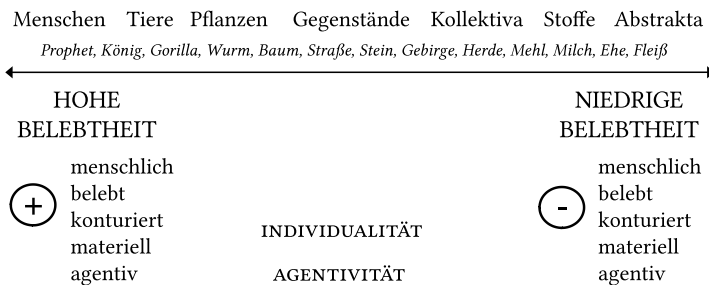 Menschen Tiere Pflanzen Gegenstände Kollektiva Stoffe Abstrakta
Prophet, König, Gorilla, Wurm, Baum, Straße, Stein, Gebirge, Herde, Mehl, Milch, Ehe, Fleiß
HOHE
BELEBTHEIT
+
menschlich
belebt
konturiert
materiell
agentiv
INDIVIDUALITÄT
AGENTIVITÄT
NIEDRIGE
BELEBTHEIT
-
menschlich
belebt
konturiert
materiell
agentiv